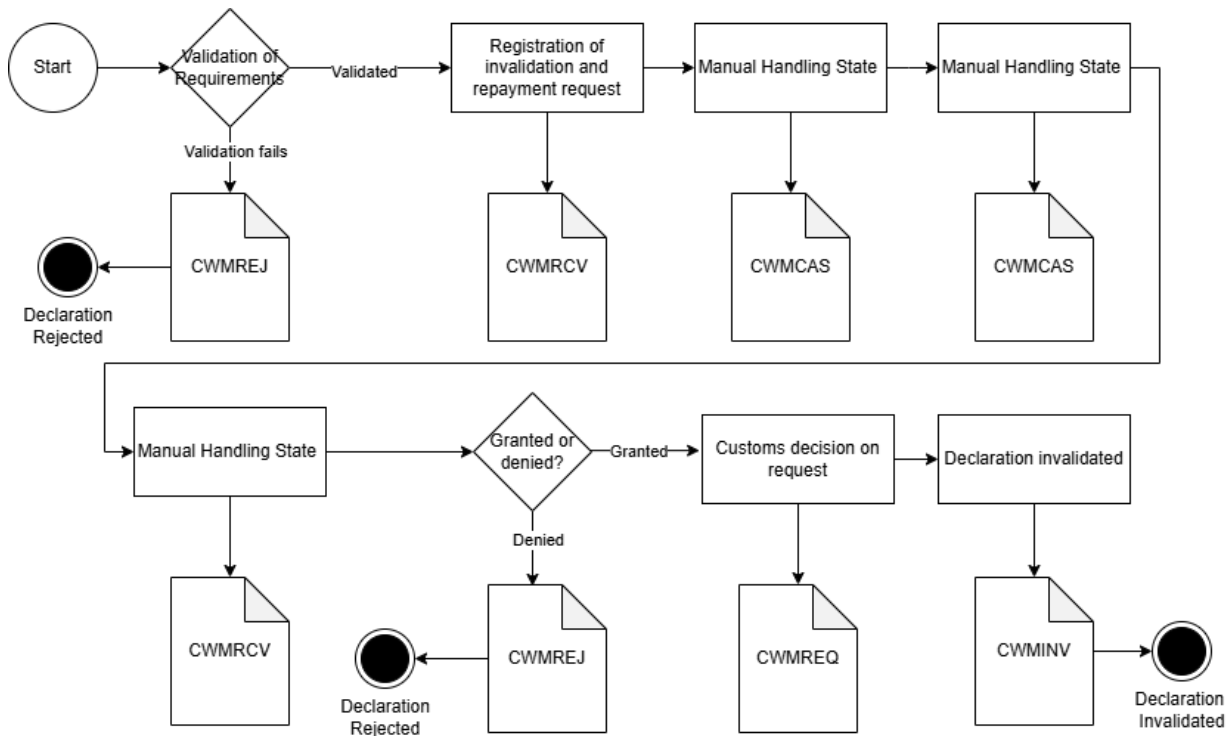 Start
Validation of
Requirements
Validated
Registration of
invalidation and
repayment request
Manual Handling State
Manual Handling State
Validation fails
CWMREJ
CWMRCV
CWMCAS
CWMCAS
Declaration
Rejected
Manual Handling State
Granted or
denied?
Granted
Customs decision on
request
Declaration invalidated
Denied
CWMRCV
CWMREJ
CWMREQ
CWMINV
Declaration
Rejected
Declaration
Invalidated